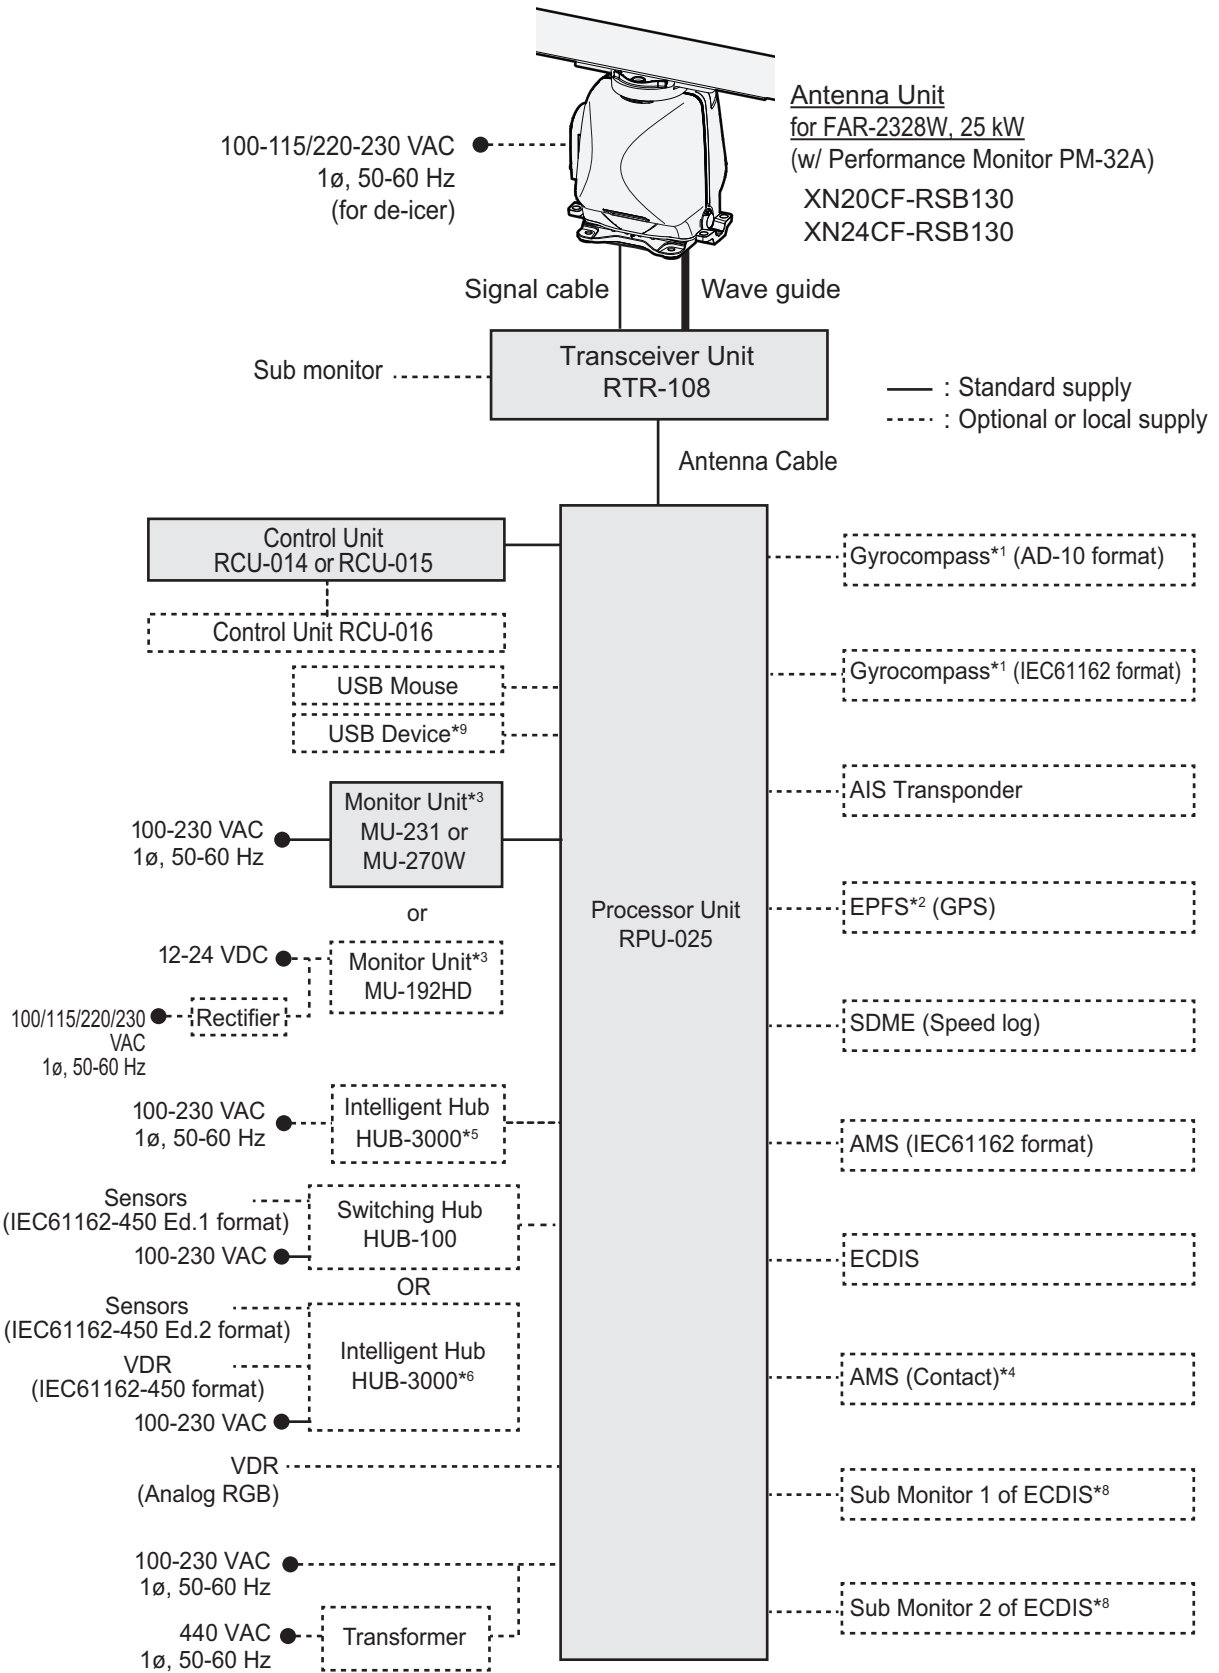 Antenna Unit
for FAR-2328W, 25 kW
(w/ Performance Monitor PM-32A)
XN20CF-RSB130
XN24CF-RSB130
100-115/220-230 VAC
1ø, 50-60 Hz
(for de-icer)
Signal cable
Wave guide
Transceiver Unit
RTR-108
Sub monitor
: Standard supply
: Optional or local supply
Antenna Cable
Control Unit
RCU-014 or RCU-015
Control Unit RCU-016
USB Mouse
USB Device*9
Monitor Unit*3
MU-231 or
MU-270W
100-230 VAC
1ø, 50-60 Hz
or
12-24 VDC
Monitor Unit*3
MU-192HD
100/115/220/230
VAC
1ø, 50-60 Hz
Rectifier
100-230 VAC
1ø, 50-60 Hz
Intelligent Hub
HUB-3000*5
Sensors
(IEC61162-450 Ed.1 format)
100-230 VAC
Switching Hub
HUB-100
OR
Sensors
(IEC61162-450 Ed.2 format)
VDR
(IEC61162-450 format)
100-230 VAC
Intelligent Hub
HUB-3000*6
VDR
(Analog RGB)
100-230 VAC
1ø, 50-60 Hz
440 VAC
1ø, 50-60 Hz
Transformer
Processor Unit
RPU-025
Gyrocompass*1 (AD-10 format)
Gyrocompass*1 (IEC61162 format)
AIS Transponder
EPFS*2 (GPS)
SDME (Speed log)
AMS (IEC61162 format)
ECDIS
AMS (Contact)*4
Sub Monitor 1 of ECDIS*8
Sub Monitor 2 of ECDIS*8